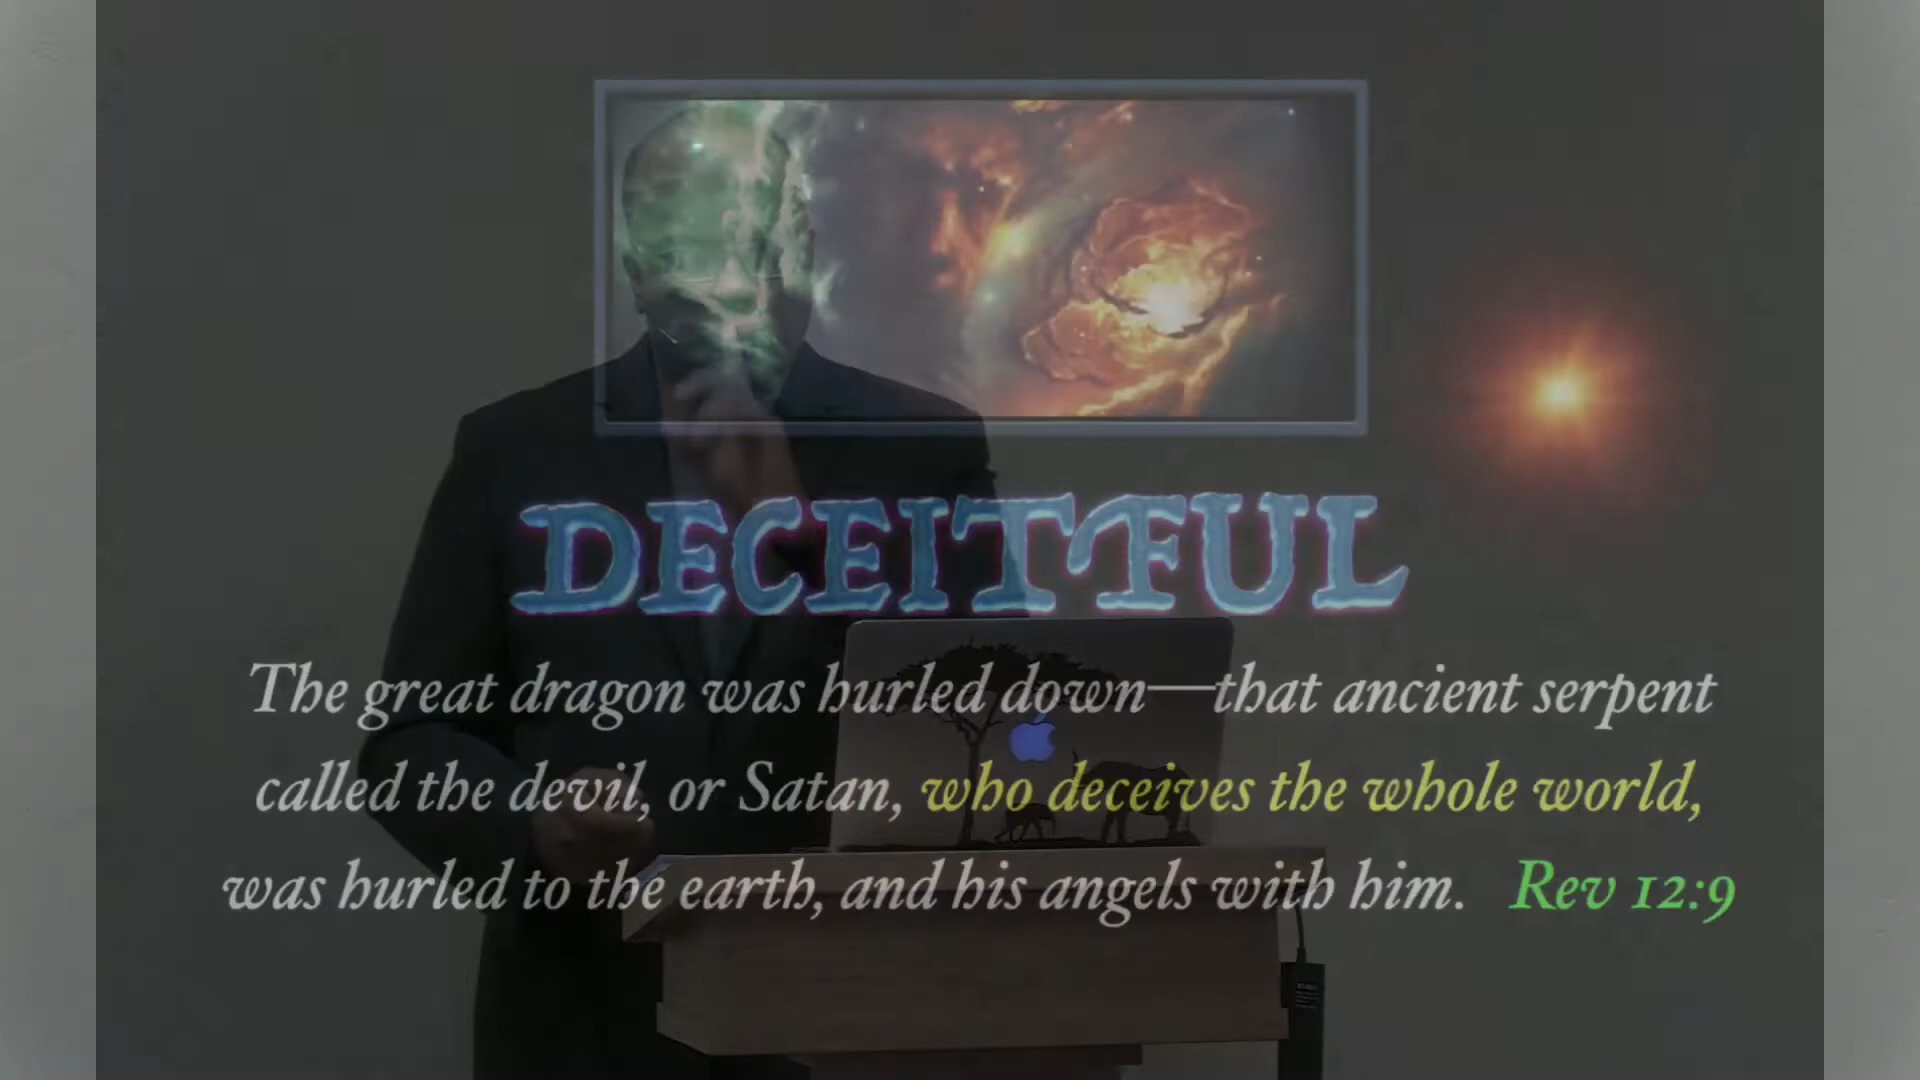 DECEITFUL
The great dragon was hurled down—that ancient serpent
called the devil, or Satan, who deceives the whole world,
was hurled to the earth, and his angels with him. Rev 12:9